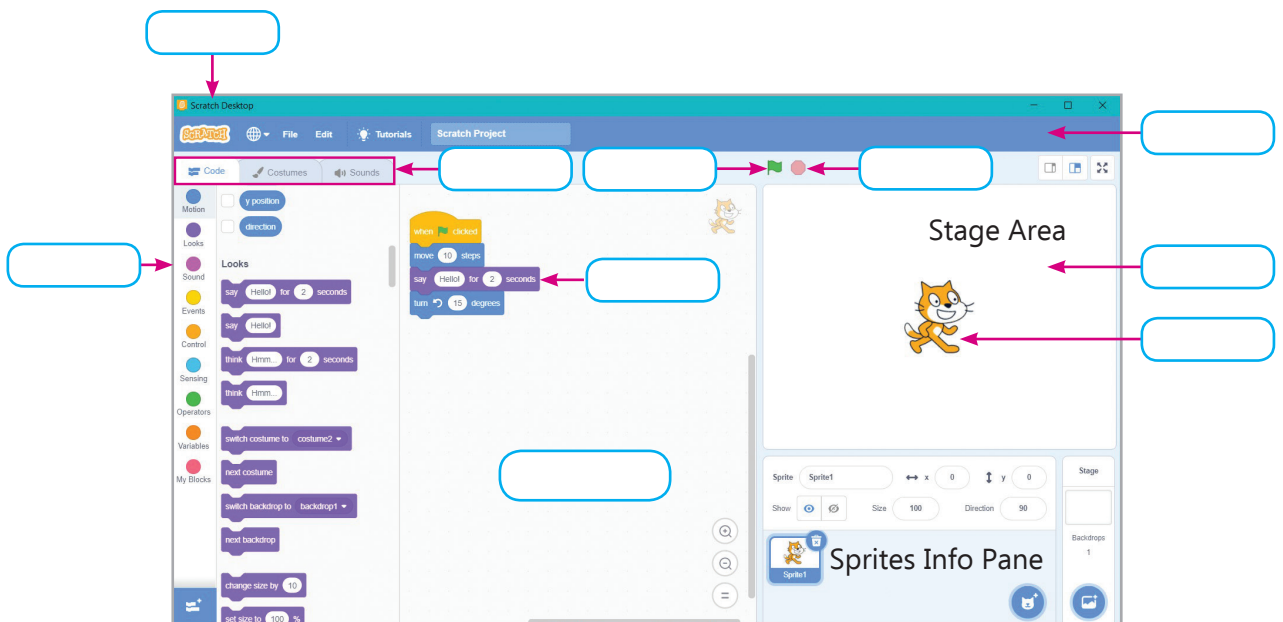 Scratch Desktop
SCRATCH File Edit Tutorials Scratch Project
Code Costumes Sounds
Motion
Looks
Sound
Events
Control
Sensing
Operators
Variables
My Blocks
y position
direction
Looks
say Hello! for 2 seconds
say Hello!
think Hmm... for 2 seconds
think Hmm...
switch costume to costume2
next costume
switch backdrop to backdrop1
next backdrop
change size by 10
set size to 100 %
when clicked
move 10 steps
say Hello! for 2 seconds
turn 15 degrees
Stage Area
Sprite Sprite1 x 0 y 0
Show Size 100 Direction 90
Sprite1
Sprites Info Pane
Stage
Backdrops
1